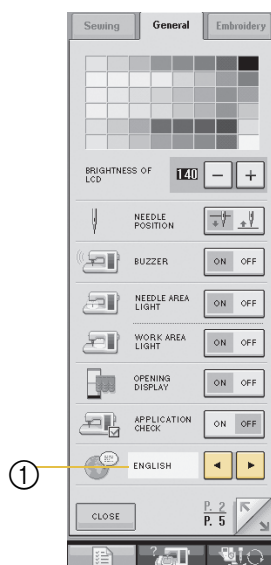 Sewing General Embroidery
BRIGHTNESS OF
LCD
140 - +
NEEDLE
POSITION
BUZZER
ON OFF
NEEDLE AREA
LIGHT
ON OFF
WORK AREA
LIGHT
ON OFF
OPENING
DISPLAY
ON OFF
APPLICATION
CHECK
ON OFF
1 ENGLISH
CLOSE
P. 2
P. 5
?